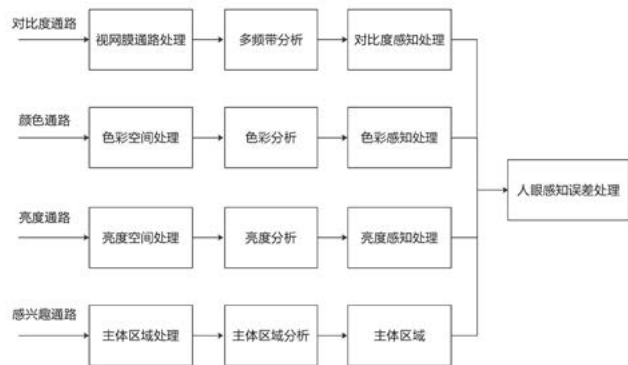 对比度通路
视网膜通路处理
多频带分析
对比度感知处理
颜色通路
色彩空间处理
色彩分析
色彩感知处理
人眼感知误差处理
亮度通路
亮度空间处理
亮度分析
亮度感知处理
感兴趣通路
主体区域处理
主体区域分析
主体区域